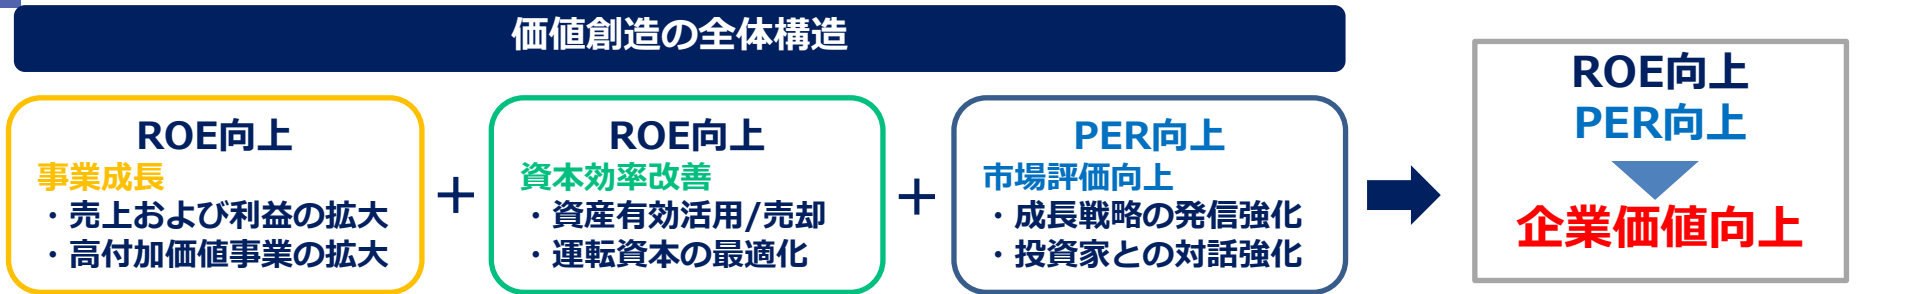 価値創造の全体構造
ROE向上
事業成長
・売上および利益の拡大
・高付加価値事業の拡大
＋
ROE向上
資本効率改善
・資産有効活用/売却
・運転資本の最適化
＋
PER向上
市場評価向上
・成長戦略の発信強化
・投資家との対話強化
ROE向上
PER向上
企業価値向上